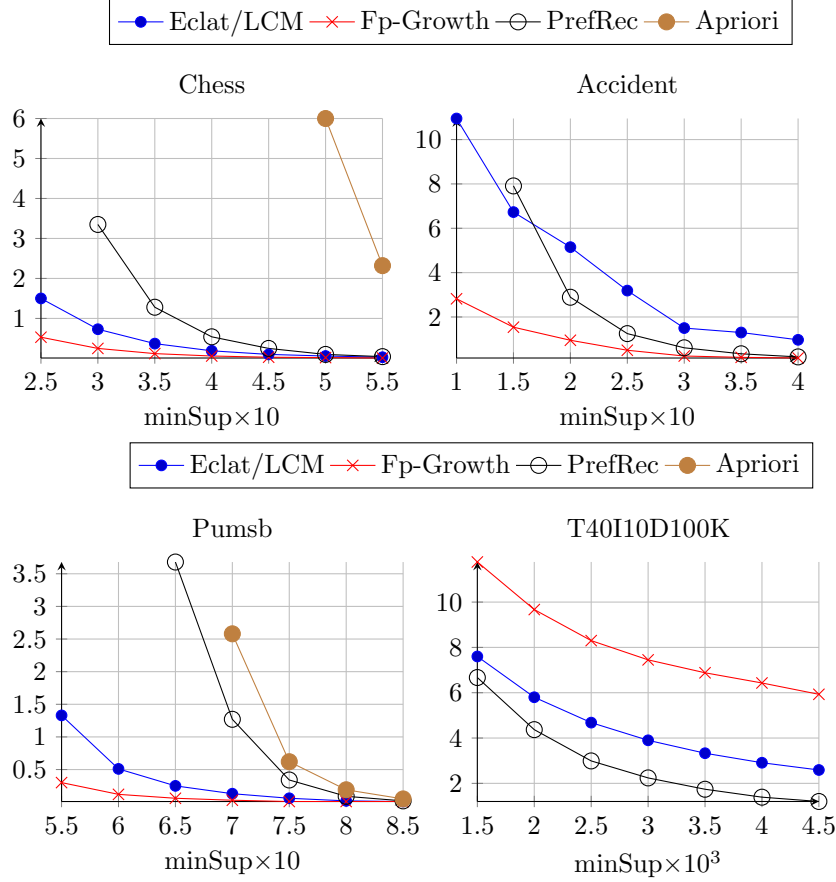 Eclat/LCM Fp-Growth PrefRec Apriori
Chess
6
5
4
3
2
1
2.5 3 3.5 4 4.5 5 5.5
minSup×10
Accident
10
8
6
4
2
1 1.5 2 2.5 3 3.5 4
minSup×10
Eclat/LCM Fp-Growth PrefRec Apriori
Pumsb
3.5
3
2.5
2
1.5
1
0.5
5.5 6 6.5 7 7.5 8 8.5
minSup×10
T40I10D100K
10
8
6
4
2
1.5 2 2.5 3 3.5 4 4.5
minSup×10³